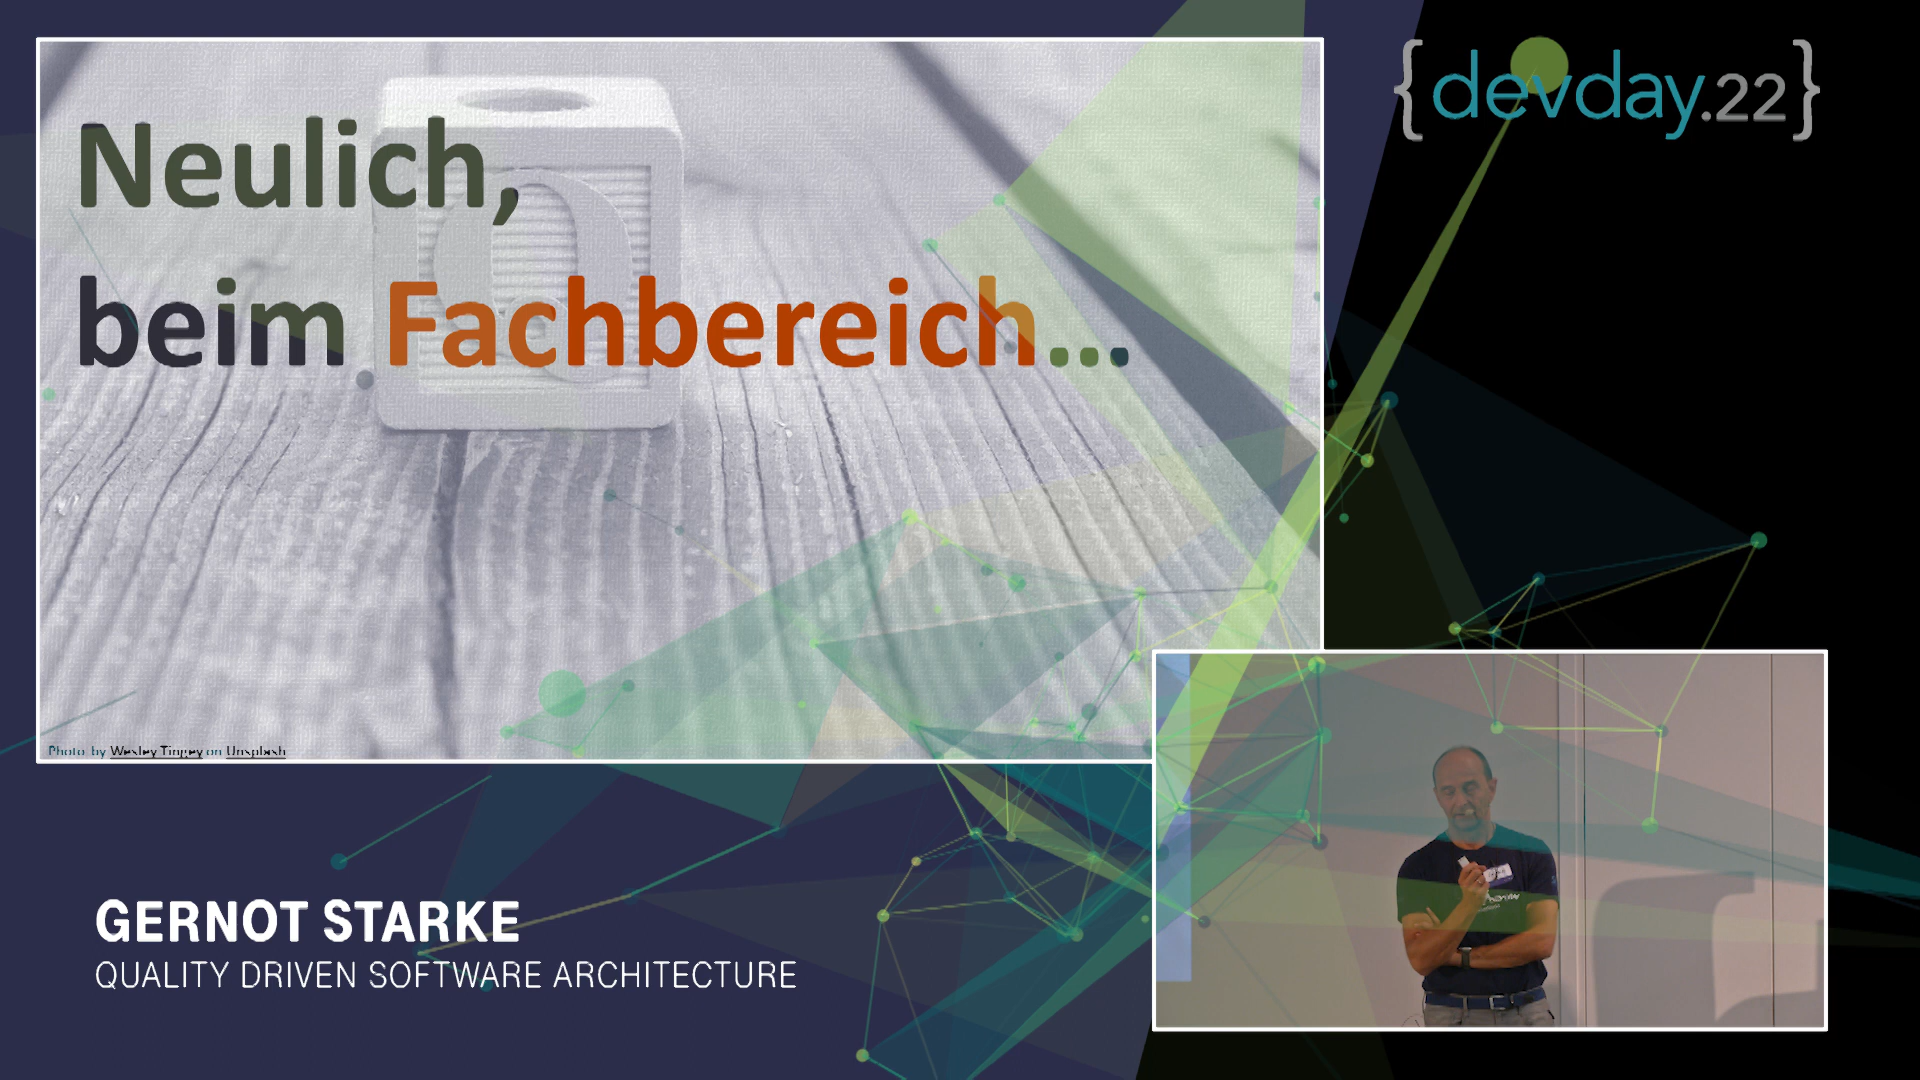 Neulich,
beim Fachbereich...
{devday.22}
Photo by Wesley Tingey on Unsplash
GERNOT STARKE
QUALITY DRIVEN SOFTWARE ARCHITECTURE